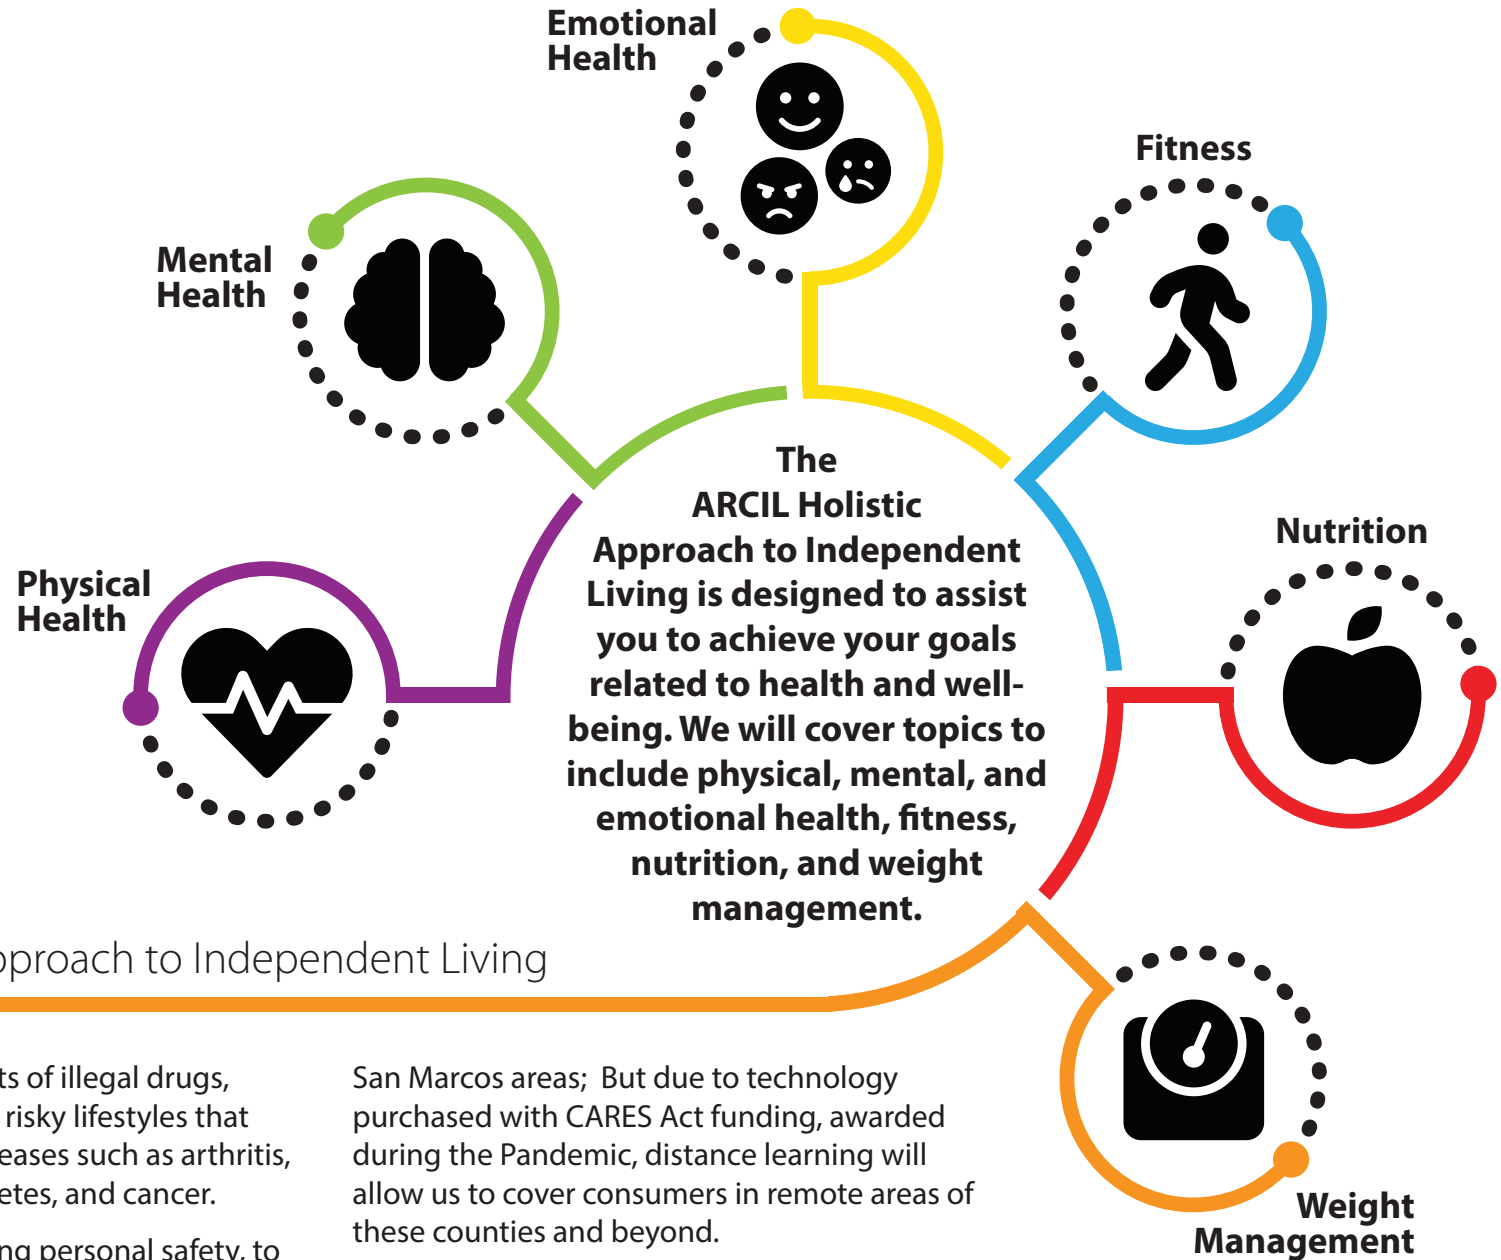 Emotional
Health
Fitness
Mental
Health
Nutrition
Physical
Health
The
ARCIL Holistic
Approach to Independent
Living is designed to assist
you to achieve your goals
related to health and well-
being. We will cover topics to
include physical, mental, and
emotional health, fitness,
nutrition, and weight
management.
to Independent Living
of illegal drugs,
risky lifestyles that
such as arthritis,
and cancer.
personal safety, to
San Marcos areas;  But due to technology
purchased with CARES Act funding, awarded
during the Pandemic, distance learning will
allow us to cover consumers in remote areas of
these counties and beyond.
Weight
Management